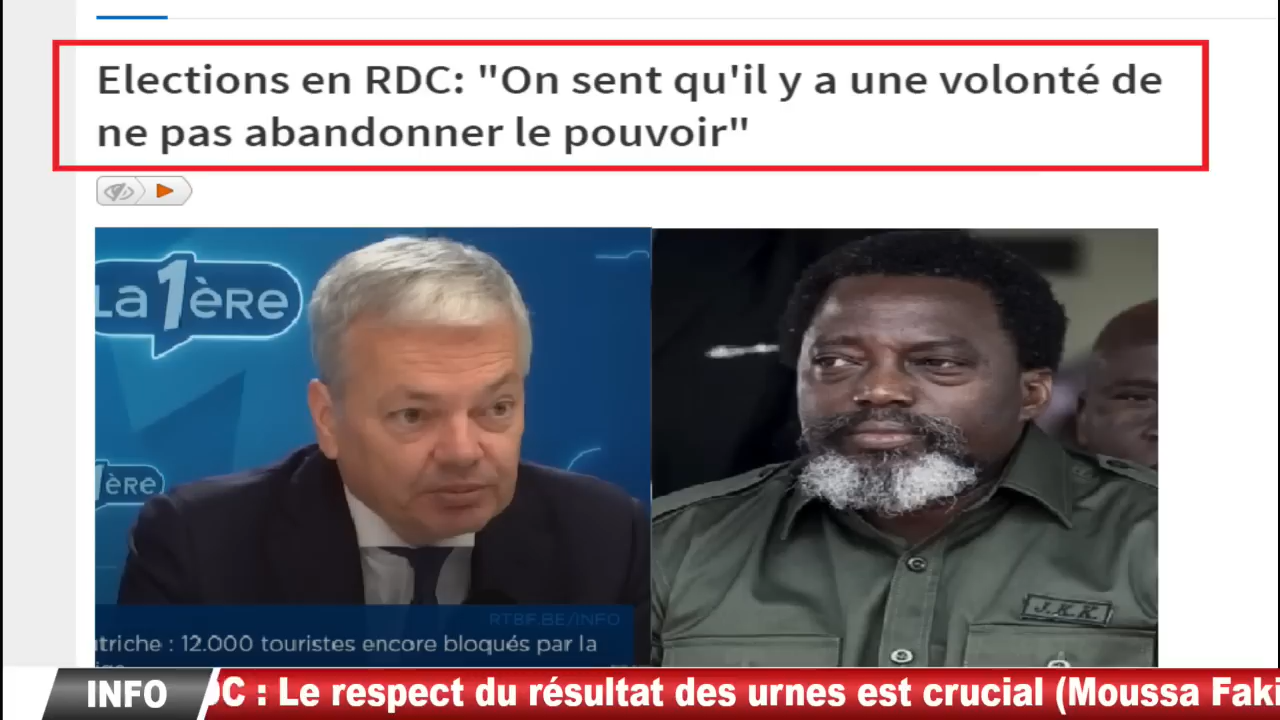 Elections en RDC: "On sent qu'il y a une volonté de
ne pas abandonner le pouvoir"
La 1ÈRE
ÈRE
J.K.K.
RTBF.BE/INFO
triche : 12.000 touristes encore bloqués par la
INFO
DC : Le respect du résultat des urnes est crucial (Moussa Faki